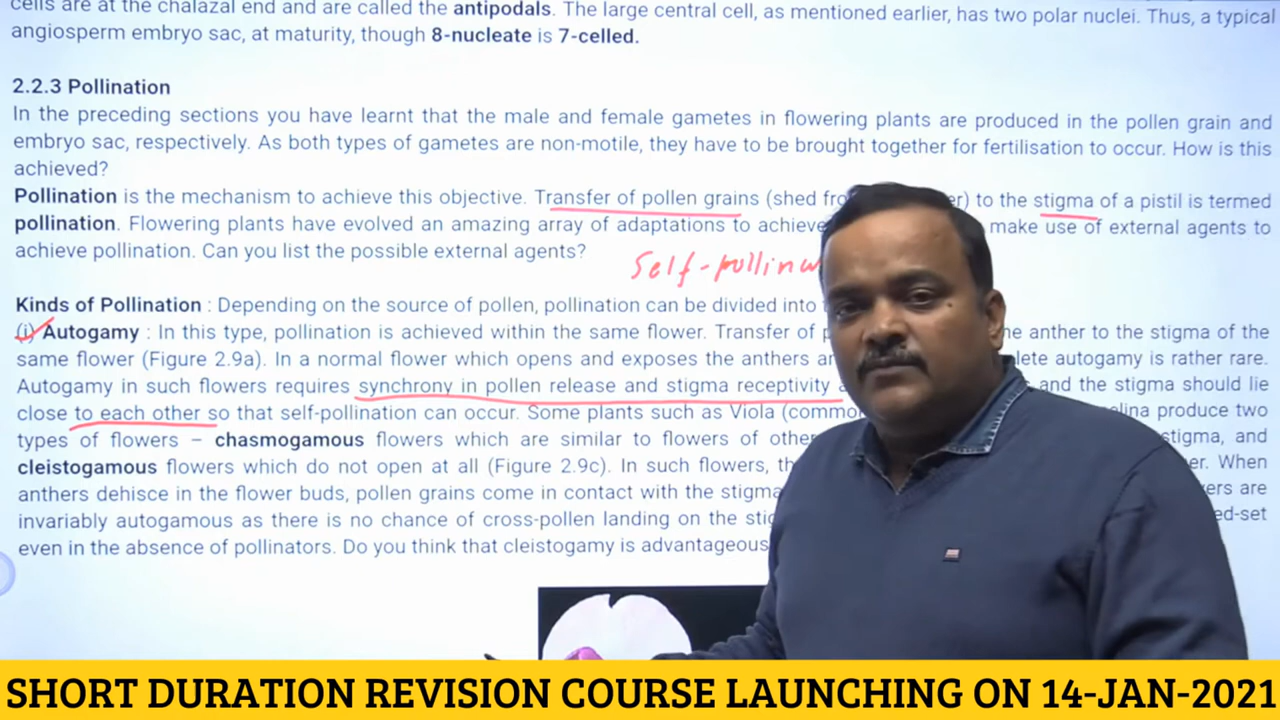 cells are at the chalazal end and are called the antipodals. The large central cell, as mentioned earlier, has two polar nuclei. Thus, a typical
angiosperm embryo sac, at maturity, though 8-nucleate is 7-celled.
2.2.3 Pollination
In the preceding sections you have learnt that the male and female gametes in flowering plants are produced in the pollen grain and
embryo sac, respectively. As both types of gametes are non-motile, they have to be brought together for fertilisation to occur. How is this
achieved?
Pollination is the mechanism to achieve this objective. Transfer of pollen grains (shed to the stigma of a pistil is termed
pollination. Flowering plants have evolved an amazing array of adaptations to achieve make use of external agents to
achieve pollination. Can you list the possible external agents?
Self-
Kinds of Pollination : Depending on the source of pollen, pollination can be divided into
(i) Autogamy : In this type, pollination is achieved within the same flower. Transfer of anther to the stigma of the
same flower (Figure 2.9a). In a normal flower which opens and exposes the anthers autogamy is rather rare.
Autogamy in such flowers requires synchrony in pollen release and stigma receptivity and the stigma should lie
close to each other so that self-pollination can occur. Some plants such as Viola produce two
types of flowers – chasmogamous flowers which are similar to flowers of other stigma, and
cleistogamous flowers which do not open at all (Figure 2.9c). In such flowers, When
anthers dehisce in the flower buds, pollen grains come in contact with the stigma are
invariably autogamous as there is no chance of cross-pollen landing on the
even in the absence of pollinators. Do you think that cleistogamy is advantageous
SHORT DURATION REVISION COURSE LAUNCHING ON 14-JAN-2021